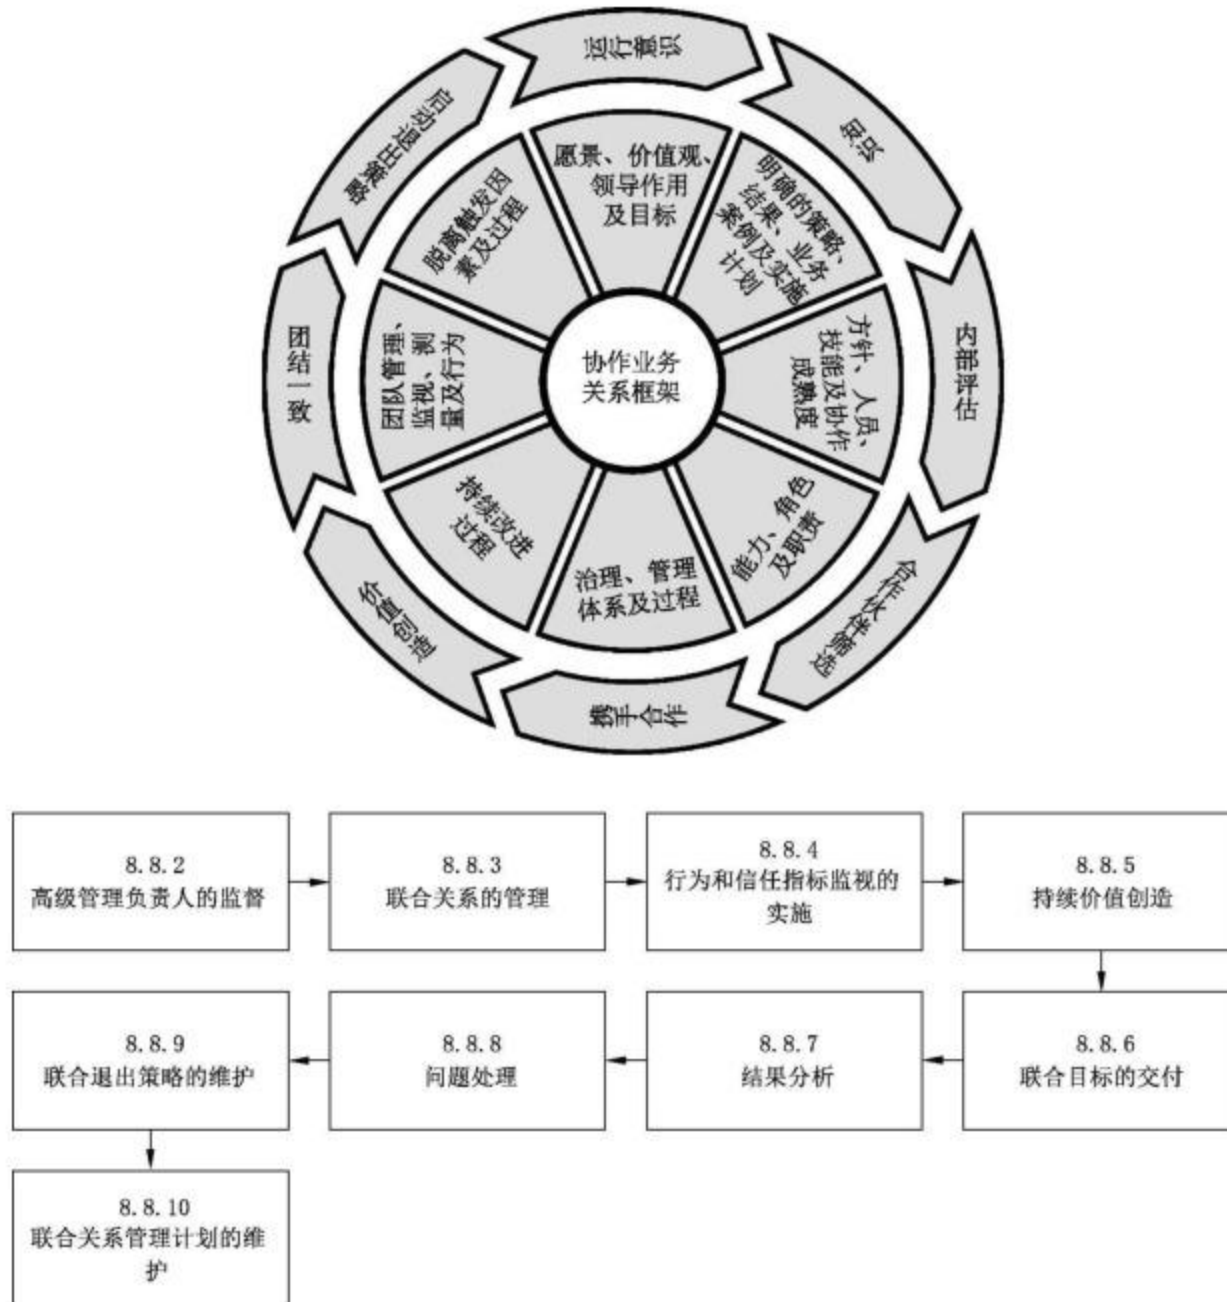 运行意识
知识
内部评估
合作伙伴筛选
携手合作
价值创造
团结一致
启动退出策略
愿景、价值观、
领导作用
及目标
明确的策略、
结果、业务
案例及实施
计划
方针、人员、
技能及协作
成熟度
能力、角色
及职责
治理、管理
体系及过程
持续改进
过程
团队管理、
监视、测
量及行为
脱离触发因
素及过程
协作业务
关系框架
8.8.2
高级管理负责人的监督
8.8.3
联合关系的管理
8.8.4
行为和信任指标监视的
实施
8.8.5
持续价值创造
8.8.6
联合目标的交付
8.8.7
结果分析
8.8.8
问题处理
8.8.9
联合退出策略的维护
8.8.10
联合关系管理计划的维
护